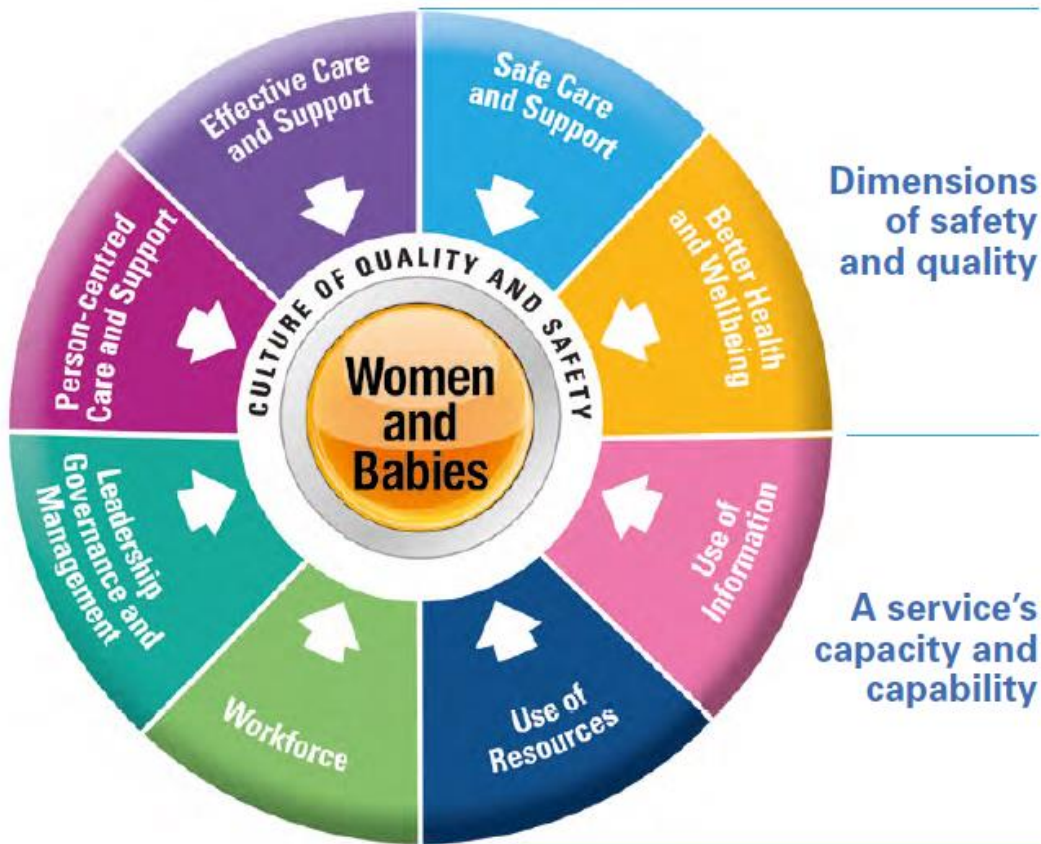 Effective Care
and Support
Safe Care
and Support
Better Health
and Wellbeing
Dimensions
of safety
and quality
Person-centred
Care and Support
CULTURE OF QUALITY AND SAFETY
Women
and
Babies
Leadership
Governance and
Management
Use of
Information
A service's
capacity and
capability
Workforce
Use of
Resources